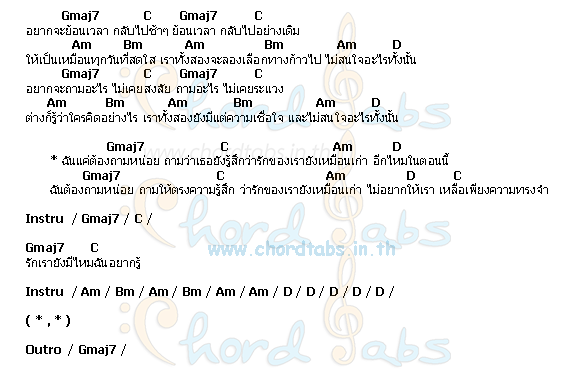 Gmaj7 C Gmaj7 C
อยากจะย้อนเวลา กลับไปช้าๆ ย้อนเวลา กลับไปอย่างเดิม
Am Bm Am Bm Am D
ให้เป็นเหมือนทุกวันที่สดใส เราทั้งสองจะลองเลือกทางก้าวไป ไม่สนใจอะไรทั้งนั้น
Gmaj7 C Gmaj7 C
อยากจะถามอะไร ไม่เคยสงสัย ถามอะไร ไม่เคยระแวง
Am Bm Am Bm Am D
ต่างก็รู้ว่าใครคิดอย่างไร เราทั้งสองยังมีแต่ความเชื่อใจ และไม่สนใจอะไรทั้งนั้น
Gmaj7 C Am D
* ฉันแค่ต้องถามหน่อย ถามว่าเธอยังรู้สึกว่ารักของเรายังเหมือนเก่า อีกไหมในตอนนี้
Gmaj7 C Am D C
ฉันต้องถามหน่อย ถามให้ตรงความรู้สึก ว่ารักของเรายังเหมือนเก่า ไม่อยากให้เรา เหลือเพียงความทรงจำ
Instru / Gmaj7 / C /
Gmaj7 C
www.chordtabs.in.th
รักเรายังมีไหมฉันอยากรู้
Instru / Am / Bm / Am / Bm / Am / Am / D / D / D / D / D /
( * , * )
Outro / Gmaj7 /